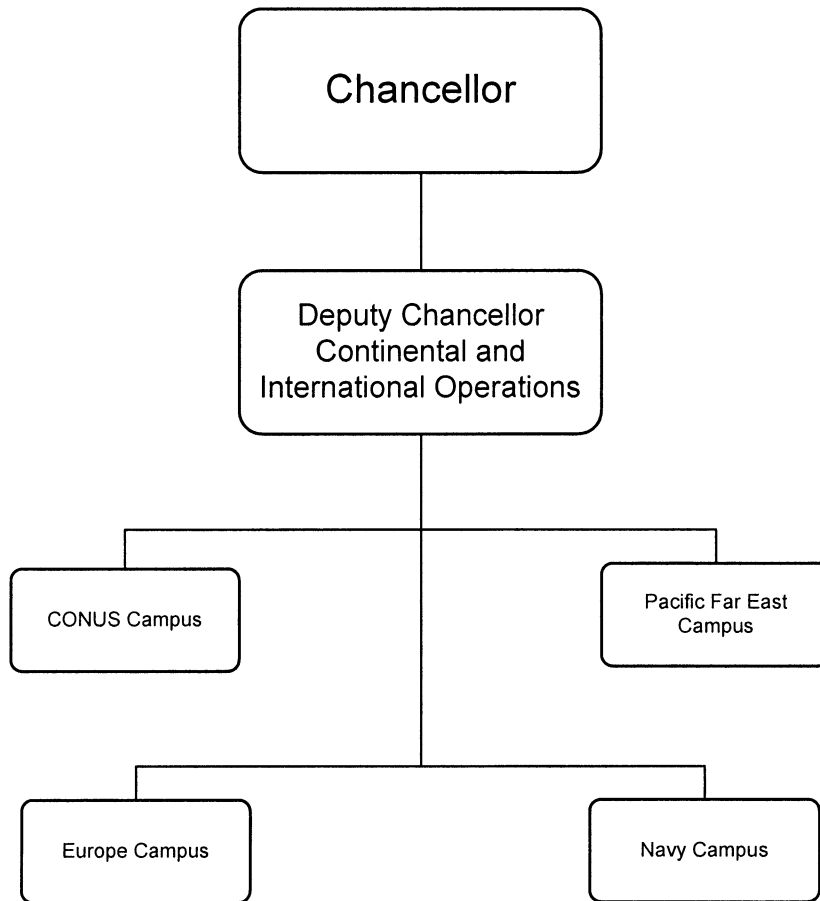 Chancellor
Deputy Chancellor
Continental and
International Operations
CONUS Campus
Pacific Far East
Campus
Europe Campus
Navy Campus